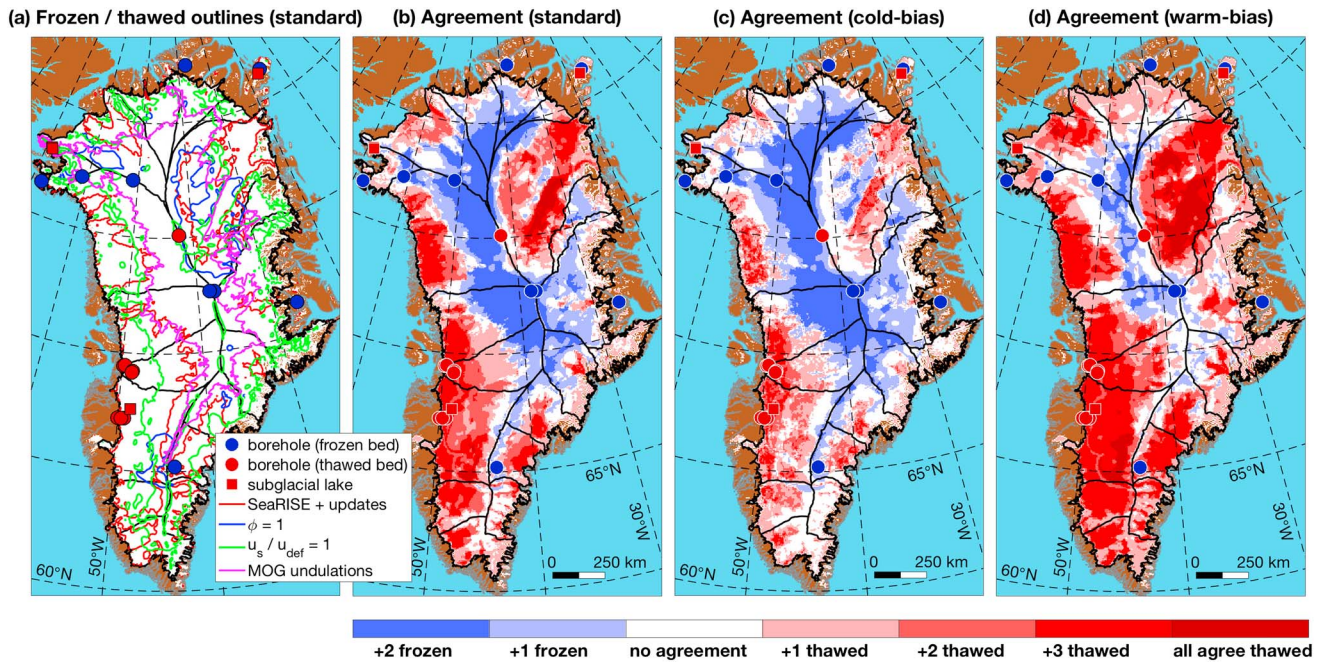 (a) Frozen / thawed outlines (standard)
(b) Agreement (standard)
(c) Agreement (cold-bias)
(d) Agreement (warm-bias)
borehole (frozen bed)
borehole (thawed bed)
subglacial lake
SeaRISE + updates
ϕ = 1
u_s / u_def = 1
MOG undulations
60°N
50°W
65°N
30°W
0 250 km
60°N
50°W
65°N
30°W
0 250 km
60°N
50°W
65°N
30°W
0 250 km
50°W
+2 frozen
+1 frozen
no agreement
+1 thawed
+2 thawed
+3 thawed
all agree thawed